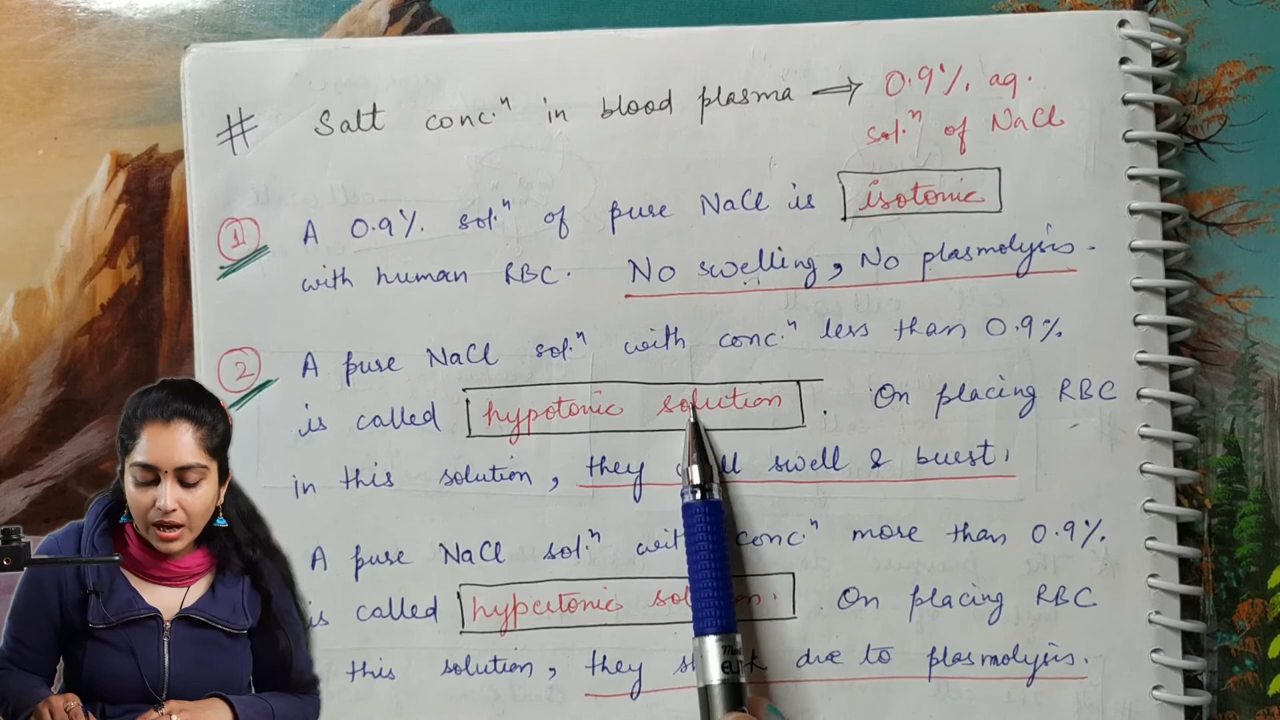 # Salt conc.ⁿ in blood plasma ⇒ 0.9% aq.
sol.ⁿ of NaCl
① A 0.9% sol.ⁿ of pure NaCl is isotonic
with human RBC. No swelling, No plasmolysis.
② A pure NaCl sol.ⁿ with conc.ⁿ less than 0.9%
is called hypotonic solution. On placing RBC
in this solution, they swell & burst.
A pure NaCl sol.ⁿ conc.ⁿ more than 0.9%.
is called hypertonic. On placing RBC
this solution, they due to plasmolysis.